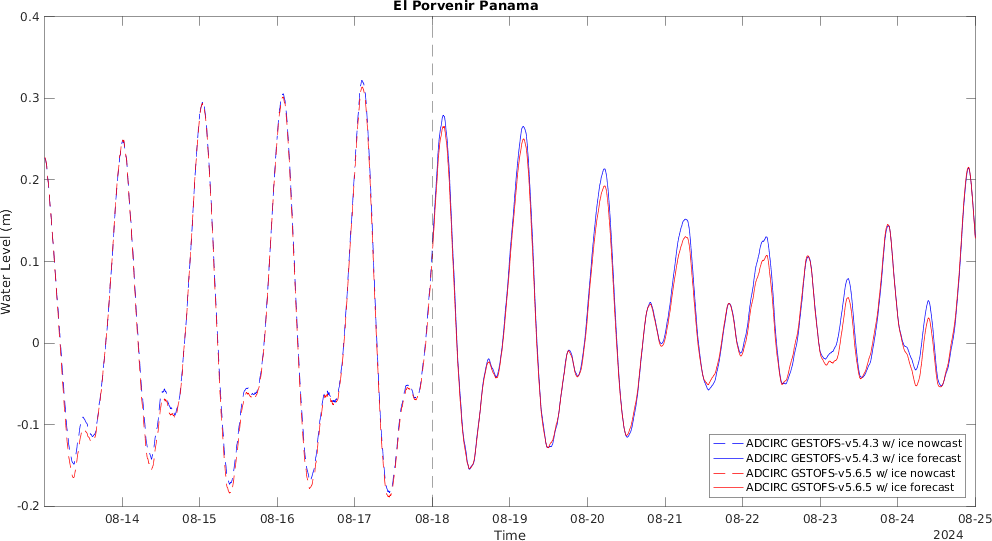 El Porvenir Panama
0.4
0.3
0.2
0.1
0
-0.1
-0.2
Water Level (m)
ADCIRC GESTOFS-v5.4.3 w/ ice nowcast
ADCIRC GESTOFS-v5.4.3 w/ ice forecast
ADCIRC GSTOFS-v5.6.5 w/ ice nowcast
ADCIRC GSTOFS-v5.6.5 w/ ice forecast
08-14 08-15 08-16 08-17 08-18 08-19 08-20 08-21 08-22 08-23 08-24 08-25
Time
2024